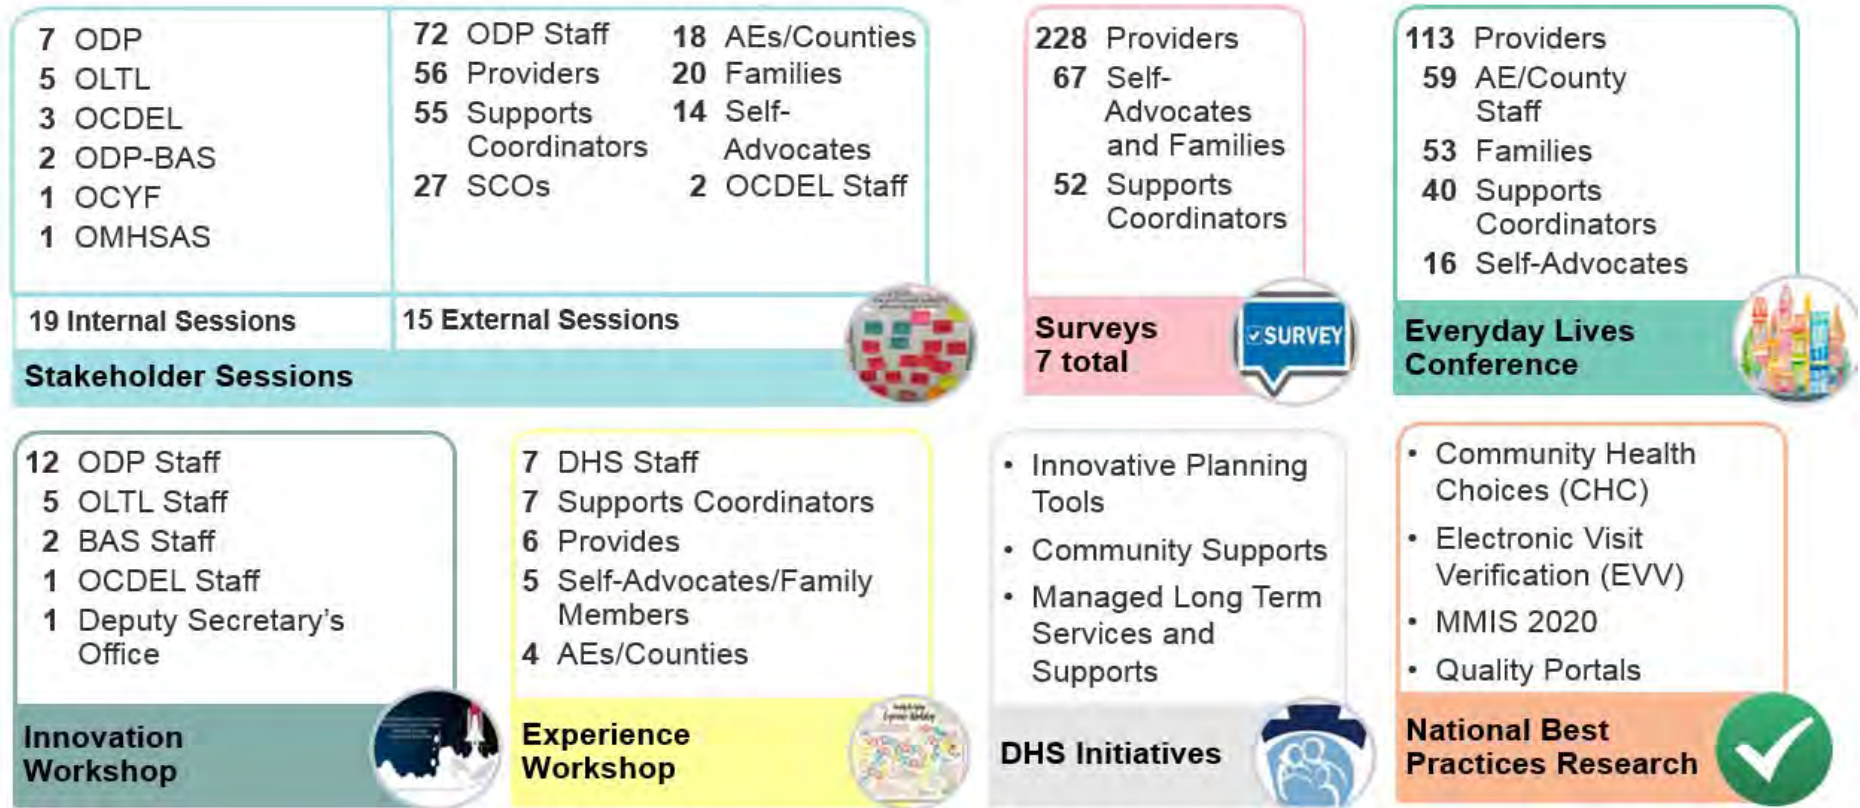 7 ODP
5 OLTL
3 OCDEL
2 ODP-BAS
1 OCYF
1 OMHSAS
19 Internal Sessions
72 ODP Staff
56 Providers
55 Supports
Coordinators
27 SCOs
18 AEs/Counties
20 Families
14 Self-
Advocates
2 OCDEL Staff
15 External Sessions
Stakeholder Sessions
228 Providers
67 Self-
Advocates
and Families
52 Supports
Coordinators
Surveys
7 total
SURVEY
113 Providers
59 AE/County
Staff
53 Families
40 Supports
Coordinators
16 Self-Advocates
Everyday Lives
Conference
12 ODP Staff
5 OLTL Staff
2 BAS Staff
1 OCDEL Staff
1 Deputy Secretary's
Office
Innovation
Workshop
7 DHS Staff
7 Supports Coordinators
6 Provides
5 Self-Advocates/Family
Members
4 AEs/Counties
Experience
Workshop
• Innovative Planning
Tools
• Community Supports
• Managed Long Term
Services and
Supports
DHS Initiatives
• Community Health
Choices (CHC)
• Electronic Visit
Verification (EVV)
• MMIS 2020
• Quality Portals
National Best
Practices Research